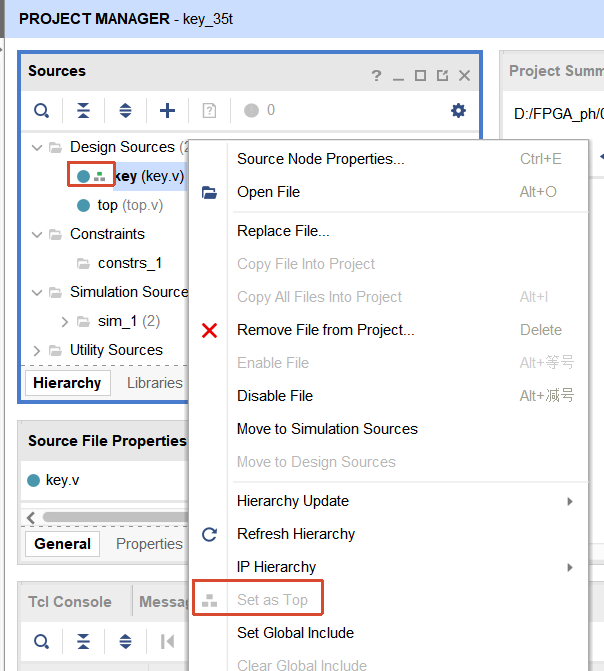 PROJECT MANAGER - key_35t
Sources
?
0
Design Sources (2
key (key.v)
top (top.v)
Constraints
constrs_1
Simulation Source
sim_1 (2)
Utility Sources
Hierarchy Libraries
Source File Properties
key.v
General Properties
Tcl Console Messag
Source Node Properties... Ctrl+E
Open File Alt+O
Replace File...
Copy File Into Project
Copy All Files Into Project Alt+I
Remove File from Project... Delete
Enable File Alt+等号
Disable File Alt+减号
Move to Simulation Sources
Move to Design Sources
Hierarchy Update
Refresh Hierarchy
IP Hierarchy
Set as Top
Set Global Include
Clear Global Include
Project Summ
D:/FPGA_ph/0